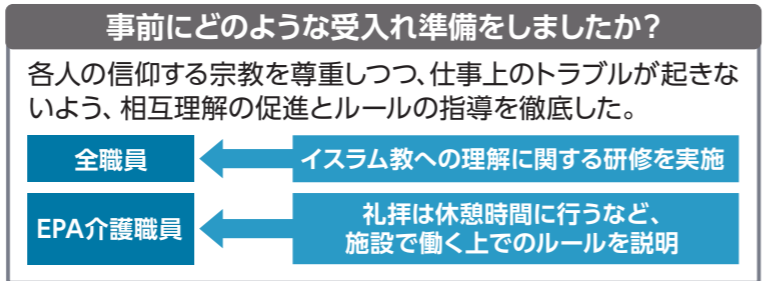 事前にどのような受入れ準備をしましたか?
各人の信仰する宗教を尊重しつつ、仕事上のトラブルが起きな
いよう、相互理解の促進とルールの指導を徹底した。
全職員
イスラム教への理解に関する研修を実施
EPA介護職員
礼拝は休憩時間に行うなど、
施設で働く上でのルールを説明